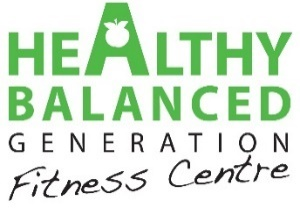 HEALTHY
BALANCED
GENERATION
Fitness Centre